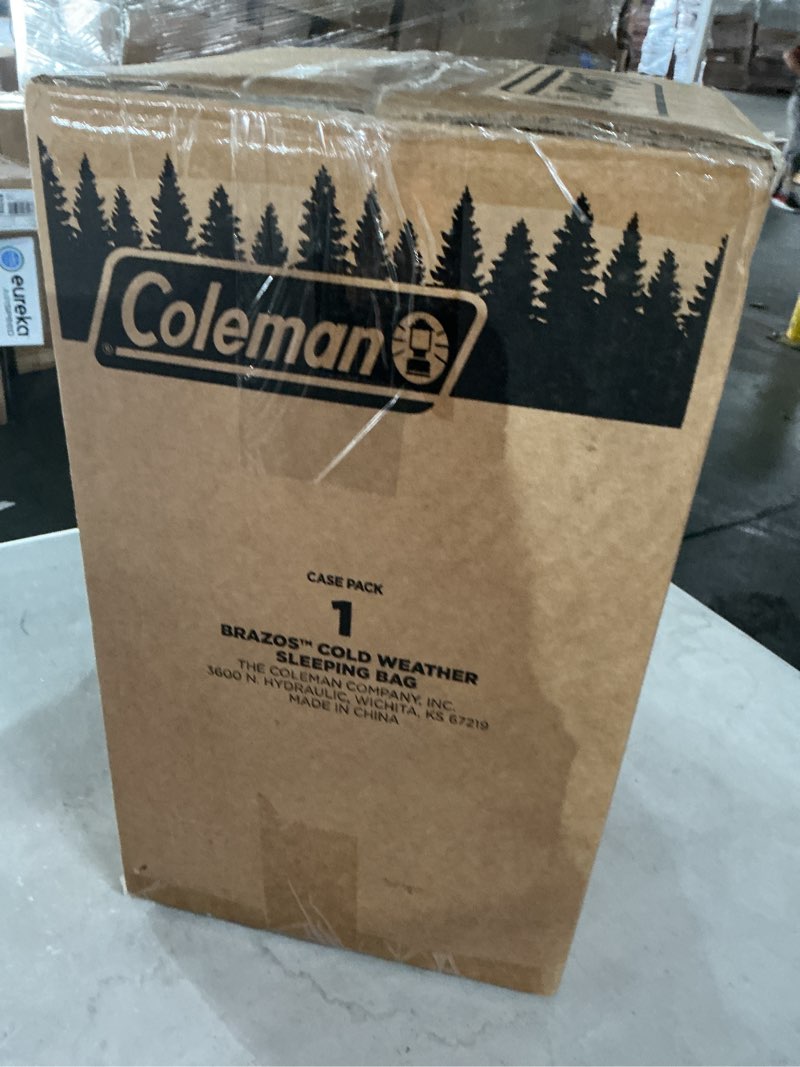 Coleman
CASE PACK
1
BRAZOS™ COLD WEATHER
SLEEPING BAG
THE COLEMAN COMPANY, INC.
3600 N. HYDRAULIC, WICHITA, KS 67219
MADE IN CHINA
eureka